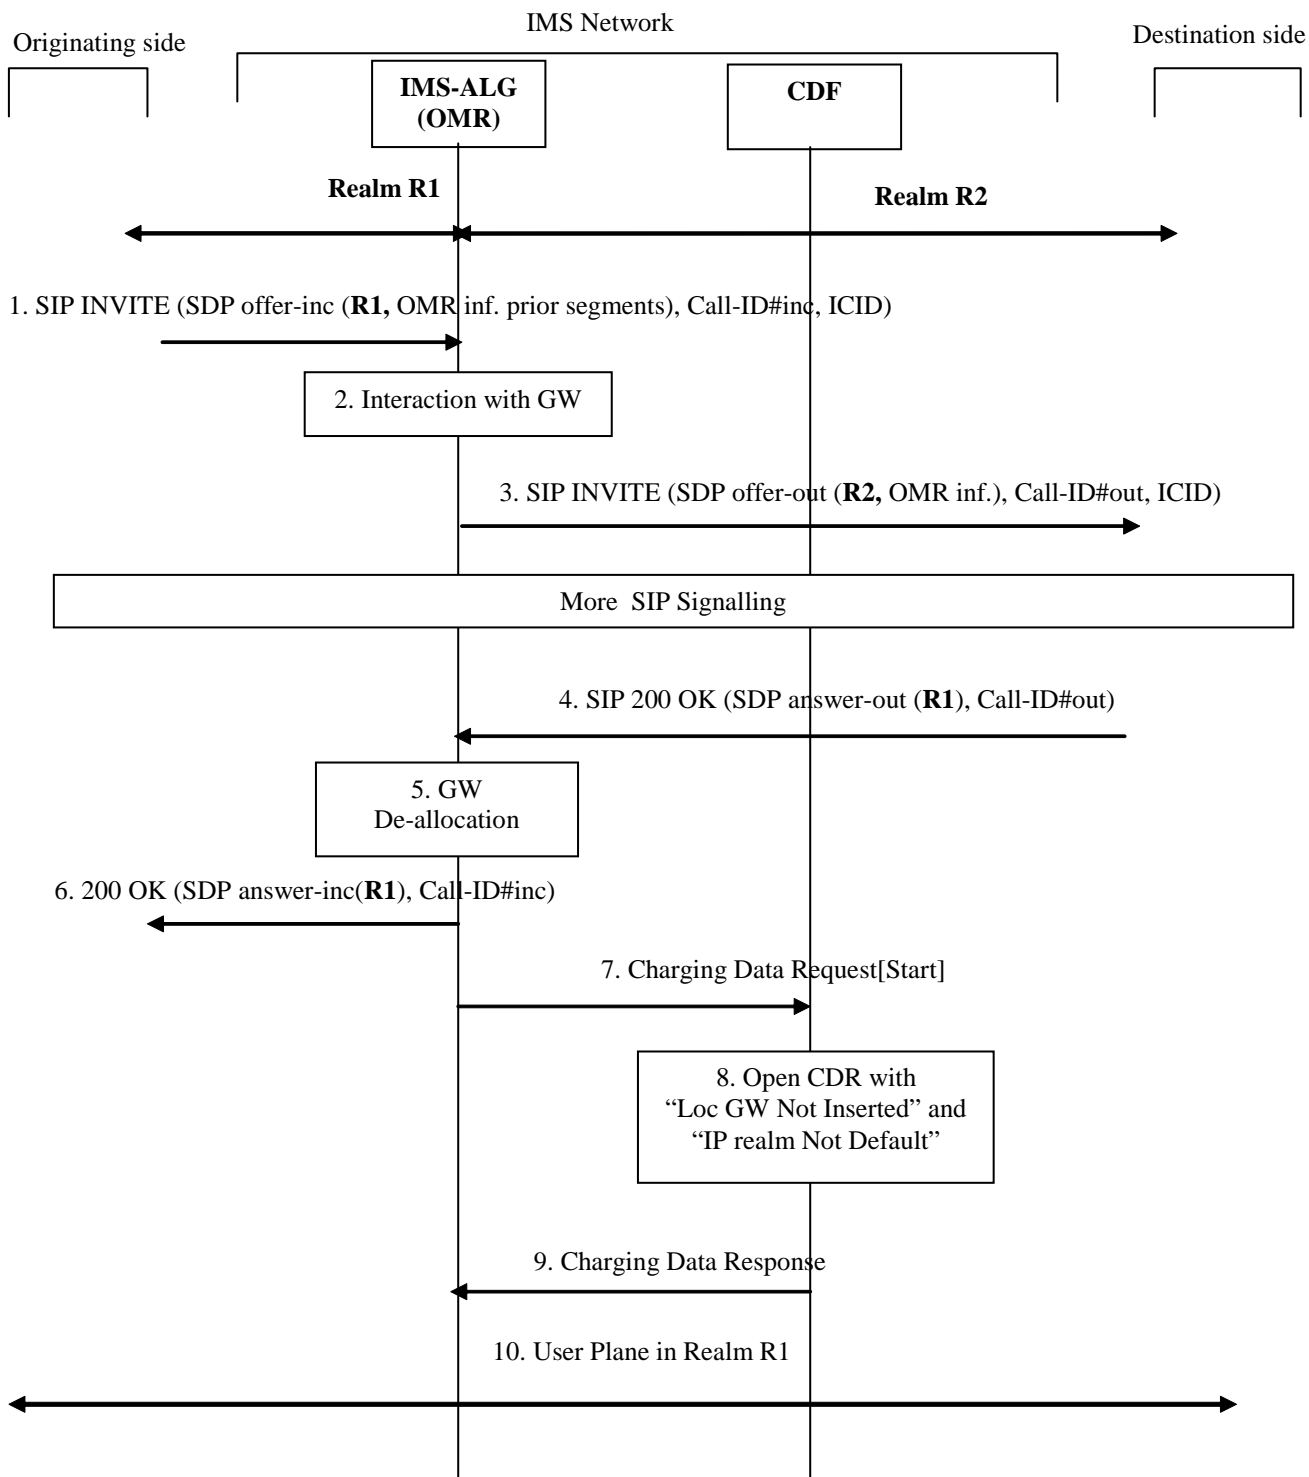 IMS Network
Originating side
Destination side
IMS-ALG
(OMR)
CDF
Realm R1
Realm R2
1. SIP INVITE (SDP offer-inc (R1, OMR inf. prior segments), Call-ID#inc, ICID)
2. Interaction with GW
3. SIP INVITE (SDP offer-out (R2, OMR inf.), Call-ID#out, ICID)
More SIP Signalling
4. SIP 200 OK (SDP answer-out (R1), Call-ID#out)
5. GW
De-allocation
6. 200 OK (SDP answer-inc(R1), Call-ID#inc)
7. Charging Data Request[Start]
8. Open CDR with
“Loc GW Not Inserted” and
“IP realm Not Default”
9. Charging Data Response
10. User Plane in Realm R1